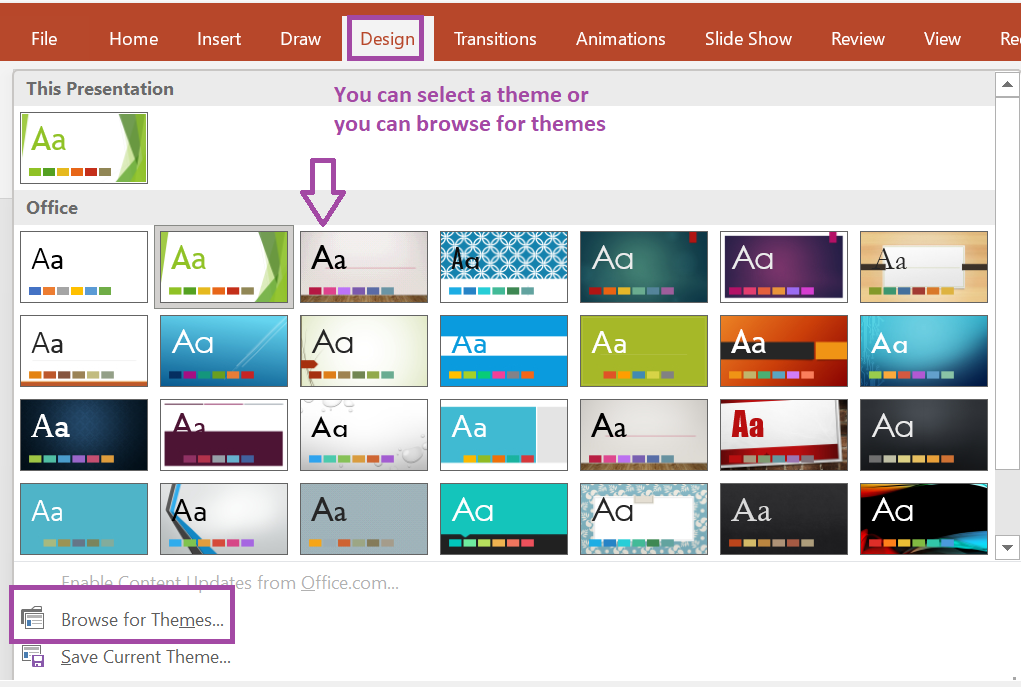 File Home Insert Draw Design Transitions Animations Slide Show Review View Rec
This Presentation
You can select a theme or
you can browse for themes
Aa
Office
Aa Aa Aa Aa Aa Aa Aa
Aa Aa Aa Aa Aa Aa Aa
Aa Aa Aa Aa Aa Aa Aa
Aa Aa Aa Aa Aa Aa Aa
Enable Content Updates from Office.com...
Browse for Themes...
Save Current Theme...